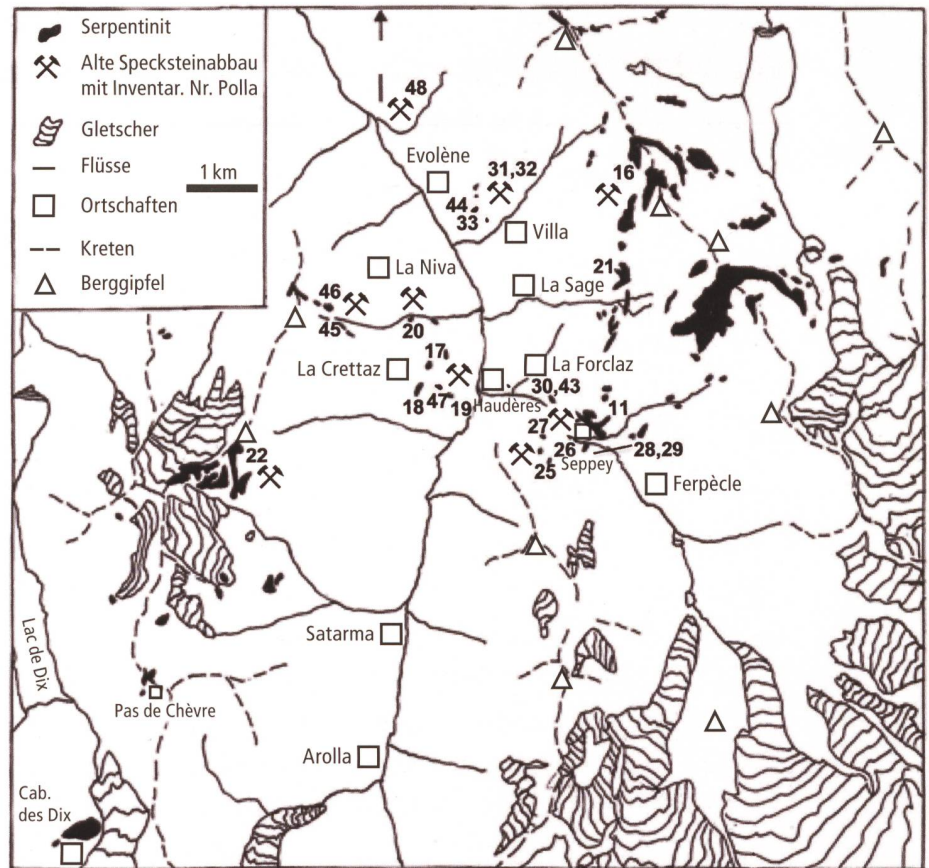 Serpentinit
Alte Specksteinabbau
mit Inventar. Nr. Polla
Gletscher
Flüsse
1 km
Ortschaften
Kreten
Berggipfel
48
Evolène
31,32
16
44
33
Villa
La Niva
21
La Sage
46
45
20
17
La Crettaz
La Forclaz
30,43
18
47
19
Haudères
11
27
22
26
28,29
25
Seppey
Ferpècle
Satarma
Lac de Dix
Pas de Chèvre
Arolla
Cab.
des Dix